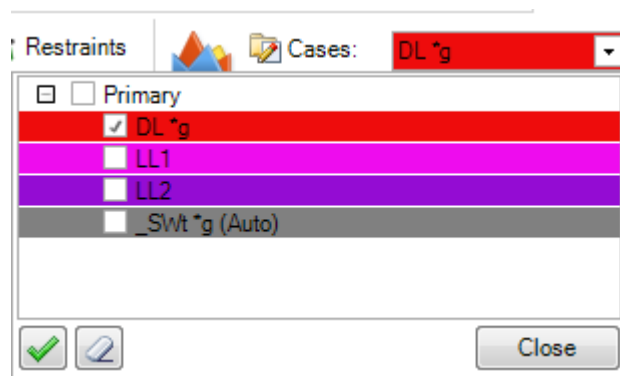 Restraints Cases: DL *g
Primary
DL *g
LL1
LL2
_SWt *g (Auto)
Close